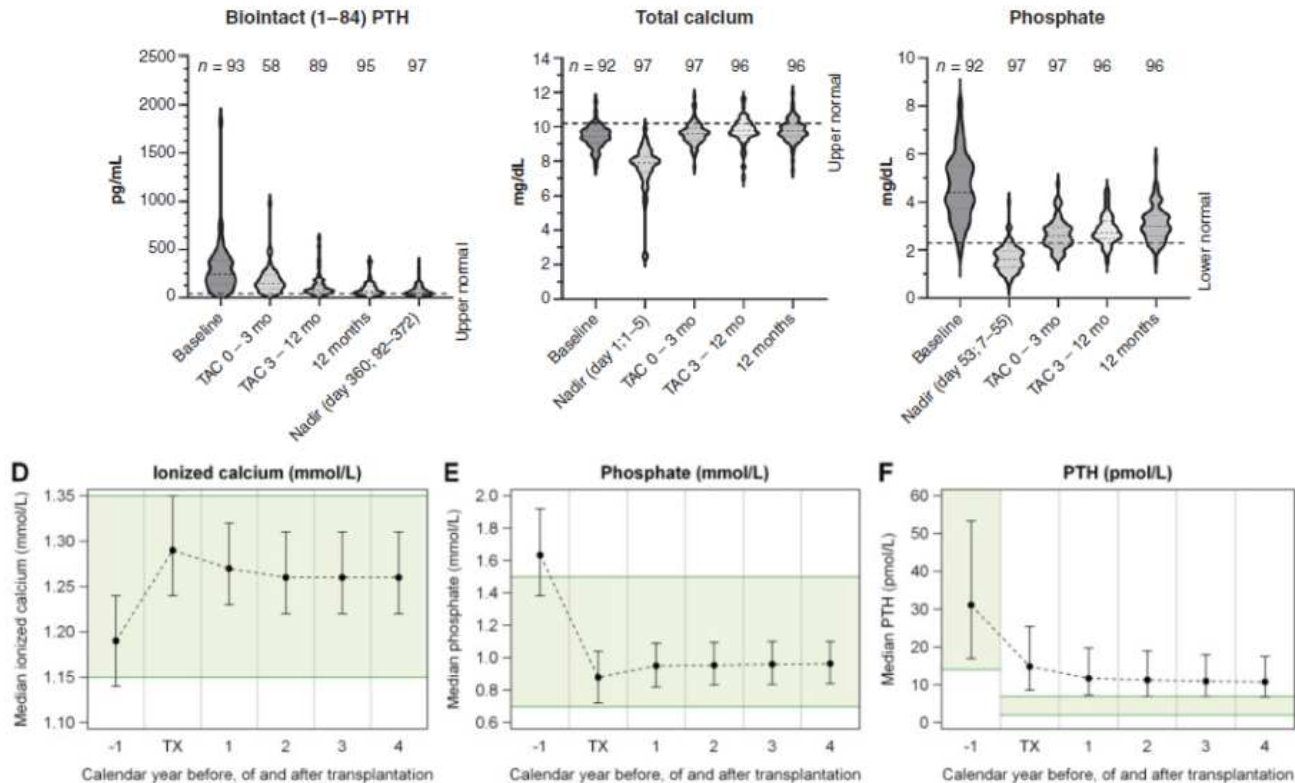 Biointact (1–84) PTH
2500
2000
1500
1000
500
0
pg/mL
n = 93 58 89 95 97
Upper normal
Baseline
TAC 0 – 3 mo
TAC 3 – 12 mo
12 months
Nadir (day 360; 92–372)
Total calcium
14
12
10
8
6
4
2
0
mg/dL
n = 92 97 97 96 96
Upper normal
Baseline
Nadir (day 1;1–5)
TAC 0 – 3 mo
TAC 3 – 12 mo
12 months
Phosphate
10
8
6
4
2
0
mg/dL
n = 92 97 97 96 96
Lower normal
Baseline
Nadir (day 53; 7–55)
TAC 0 – 3 mo
TAC 3 – 12 mo
12 months
D
Ionized calcium (mmol/L)
Median ionized calcium (mmol/L)
1.35
1.30
1.25
1.20
1.15
1.10
-1 TX 1 2 3 4
Calendar year before, of and after transplantation
E
Phosphate (mmol/L)
Median phosphate (mmol/L)
2.0
1.8
1.6
1.4
1.2
1.0
0.8
0.6
-1 TX 1 2 3 4
Calendar year before, of and after transplantation
F
PTH (pmol/L)
Median PTH (pmol/L)
60
50
40
30
20
10
0
-1 TX 1 2 3 4
Calendar year before, of and after transplantation